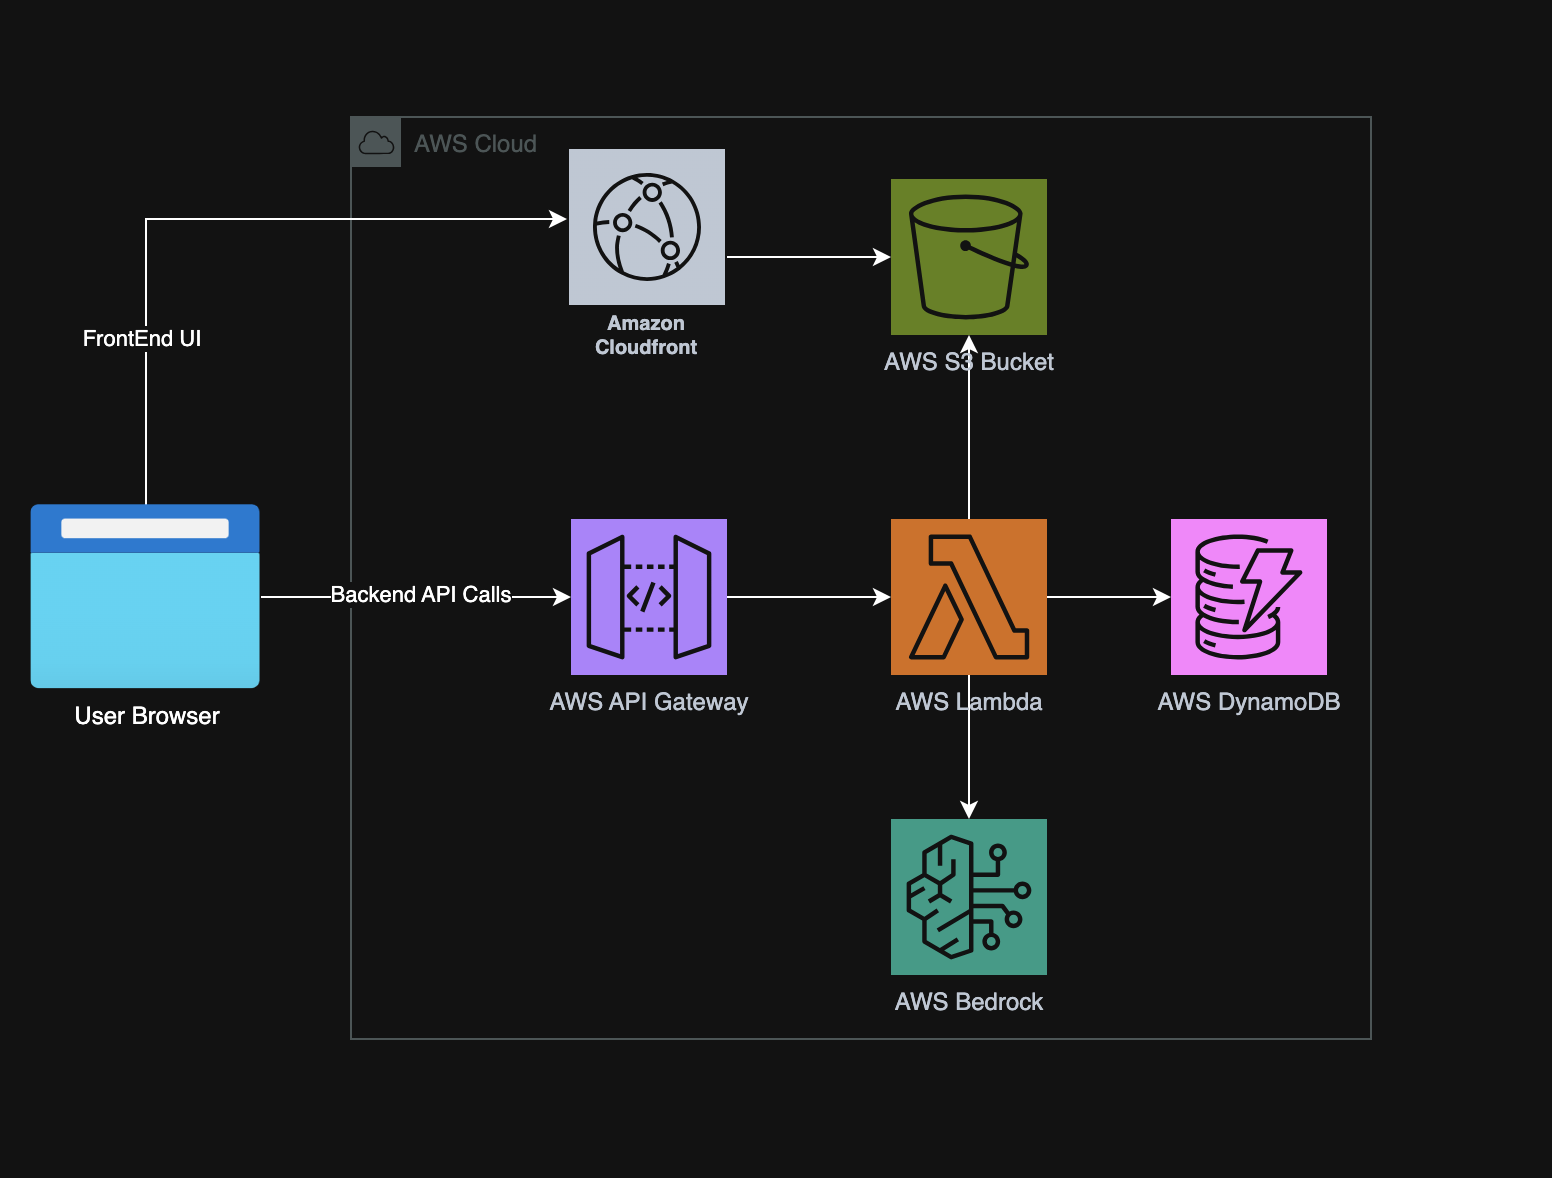 AWS Cloud
Amazon
Cloudfront
FrontEnd UI
AWS S3 Bucket
Backend API Calls
</>
User Browser
AWS API Gateway
AWS Lambda
AWS DynamoDB
AWS Bedrock